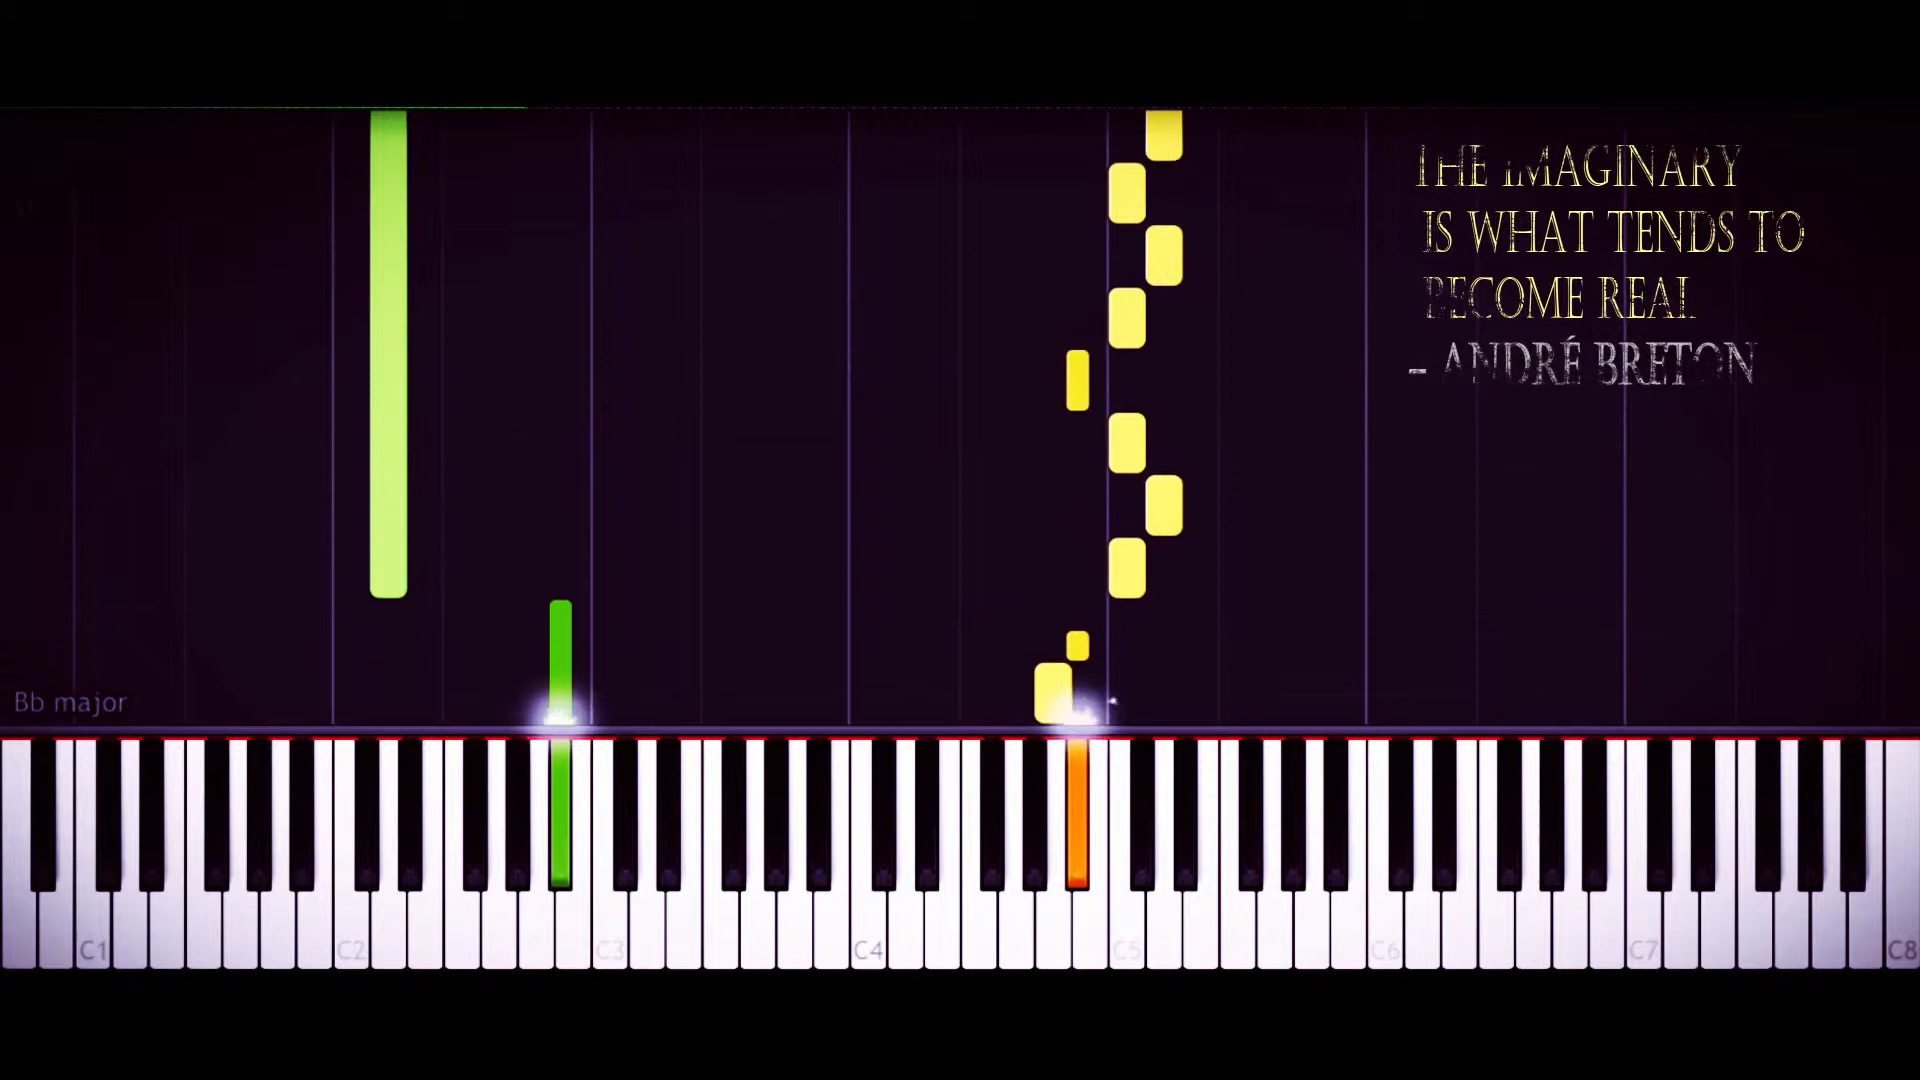 THE IMAGINARY
IS WHAT TENDS TO
BECOME REAL
- ANDRÉ BRETON
Bb major
C1 C2 C3 C4 C5 C6 C7 C8